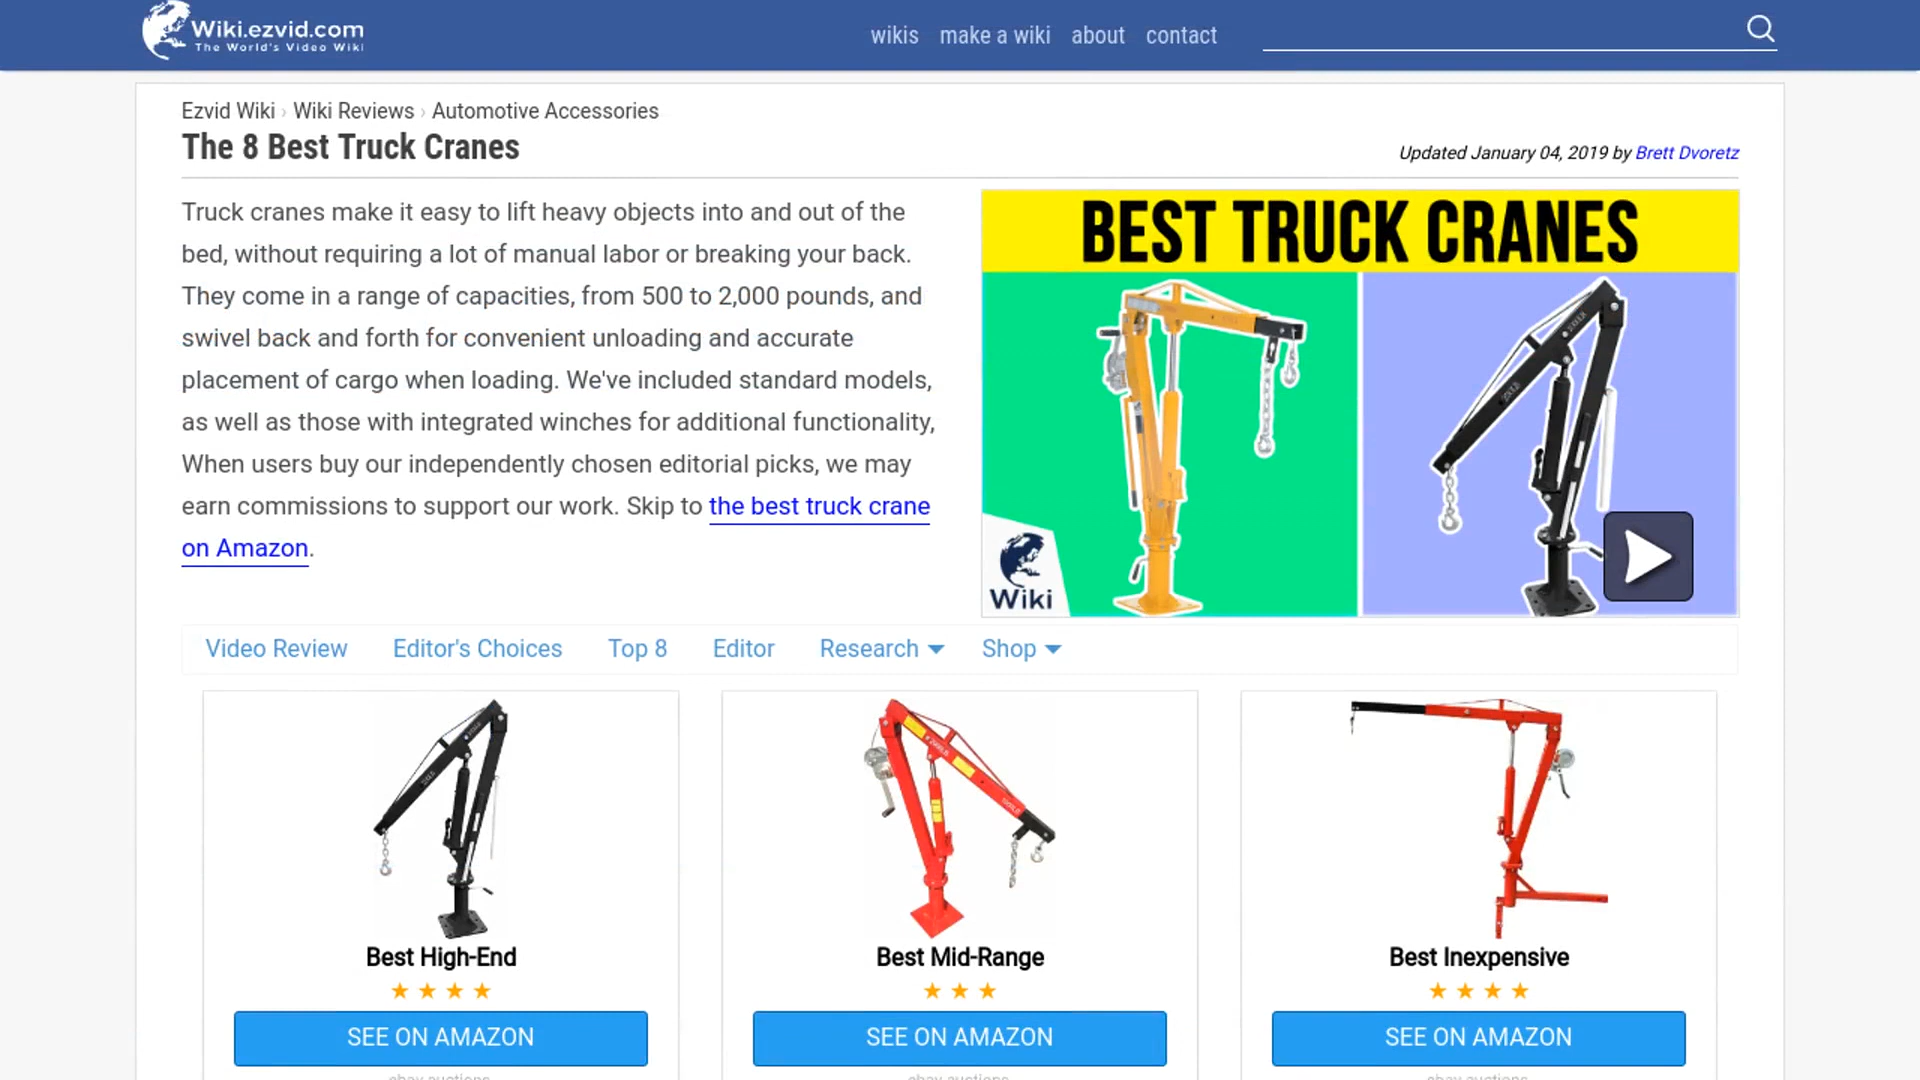 Wiki.ezvid.com
The World's Video Wiki
wikis make a wiki about contact
Ezvid Wiki › Wiki Reviews › Automotive Accessories
The 8 Best Truck Cranes
Updated January 04, 2019 by Brett Dvoretz
Truck cranes make it easy to lift heavy objects into and out of the
bed, without requiring a lot of manual labor or breaking your back.
They come in a range of capacities, from 500 to 2,000 pounds, and
swivel back and forth for convenient unloading and accurate
placement of cargo when loading. We've included standard models,
as well as those with integrated winches for additional functionality,
When users buy our independently chosen editorial picks, we may
earn commissions to support our work. Skip to the best truck crane
on Amazon.
BEST TRUCK CRANES
Wiki
Video Review Editor's Choices Top 8 Editor Research Shop
Best High-End
SEE ON AMAZON
ebay auctions
Best Mid-Range
SEE ON AMAZON
ebay auctions
Best Inexpensive
SEE ON AMAZON
ebay auctions